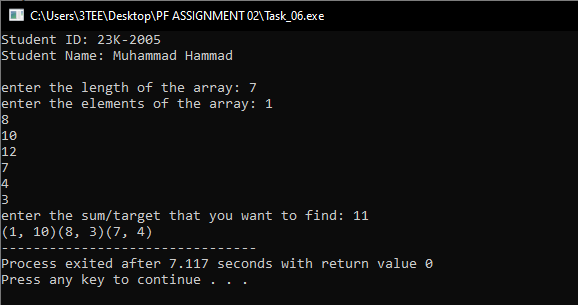 C:\Users\3TEE\Desktop\PF ASSIGNMENT 02\Task_06.exe
Student ID: 23K-2005
Student Name: Muhammad Hammad
enter the length of the array: 7
enter the elements of the array: 1
8
10
12
7
4
3
enter the sum/target that you want to find: 11
(1, 10)(8, 3)(7, 4)
--------------------------------
Process exited after 7.117 seconds with return value 0
Press any key to continue . . .